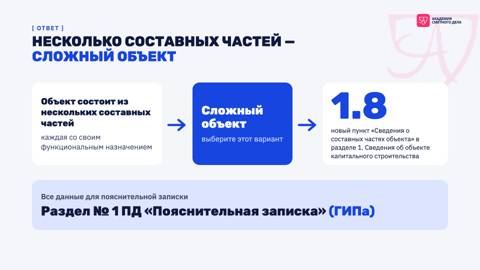 АКАДЕМИЯ
СМЕТНОГО ДЕЛА
[ ОТВЕТ ]
НЕСКОЛЬКО СОСТАВНЫХ ЧАСТЕЙ —
СЛОЖНЫЙ ОБЪЕКТ
Объект состоит из
нескольких составных
частей
каждая со своим
функциональным назначением
Сложный
объект
выберите этот вариант
1.8
новый пункт «Сведения о
составных частях объекта» в
разделе 1. Сведения об объекте
капитального строительства
Все данные для пояснительной записки
Раздел № 1 ПД «Пояснительная записка» (ГИПа)